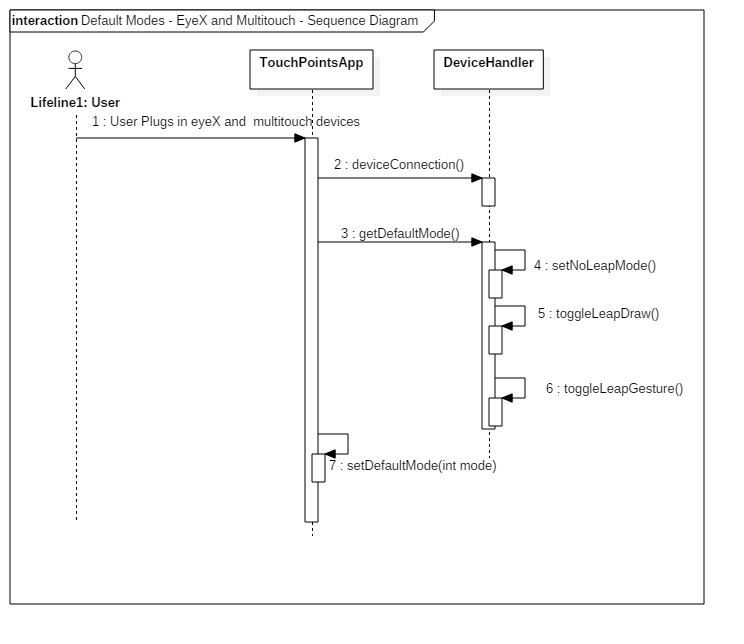 interaction Default Modes - EyeX and Multitouch - Sequence Diagram
TouchPointsApp
DeviceHandler
Lifeline1: User
1 : User Plugs in eyeX and  multitouch devices
2 : deviceConnection()
3 : getDefaultMode()
4 : setNoLeapMode()
5 : toggleLeapDraw()
6 : toggleLeapGesture()
7 : setDefaultMode(int mode)